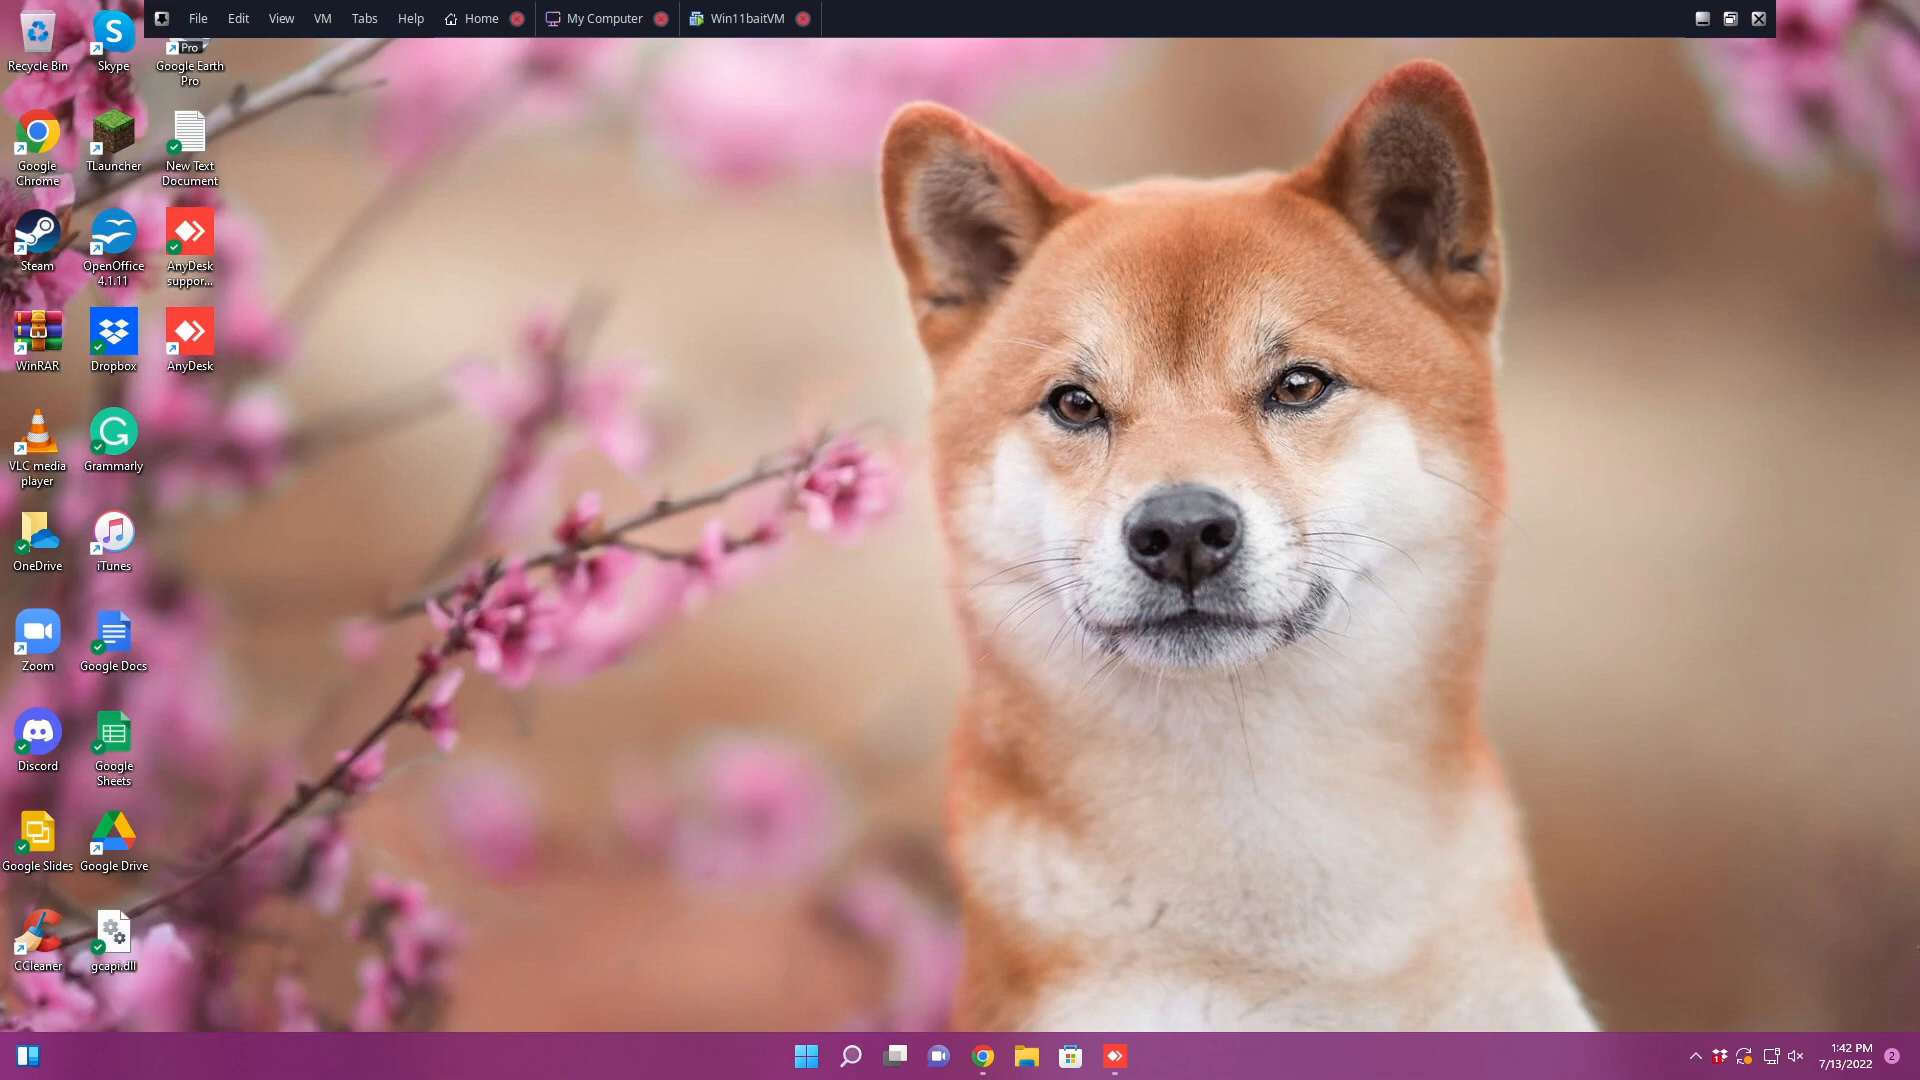 File Edit View VM Tabs Help Home My Computer Win11baitVM
Recycle Bin
Skype
Pro
Google Earth
Pro
Google
Chrome
TLauncher
New Text
Document
Steam
OpenOffice
4.1.11
AnyDesk
suppor...
WinRAR
Dropbox
AnyDesk
VLC media
player
Grammarly
OneDrive
iTunes
Zoom
Google Docs
Discord
Google
Sheets
Google Slides
Google Drive
CCleaner
gcapi.dll
1
1:42 PM
7/13/2022
2